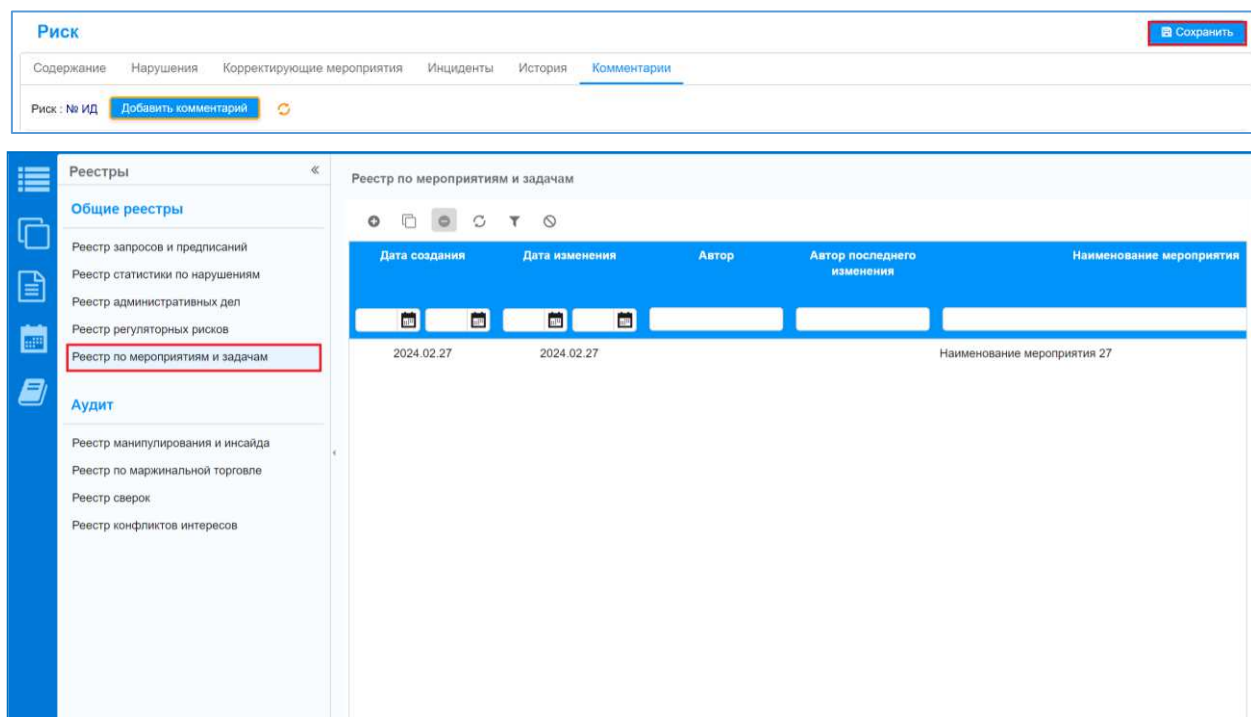 Риск
Сохранить
Содержание Нарушения Корректирующие мероприятия Инциденты История Комментарии
Риск : № ИД Добавить комментарий
Реестры
Общие реестры
Реестр запросов и предписаний
Реестр статистики по нарушениям
Реестр административных дел
Реестр регуляторных рисков
Реестр по мероприятиям и задачам
Аудит
Реестр манипулирования и инсайда
Реестр по маржинальной торговле
Реестр сверок
Реестр конфликтов интересов
Реестр по мероприятиям и задачам
Дата создания Дата изменения Автор Автор последнего Наименование мероприятия
изменения
2024.02.27 2024.02.27 Наименование мероприятия 27